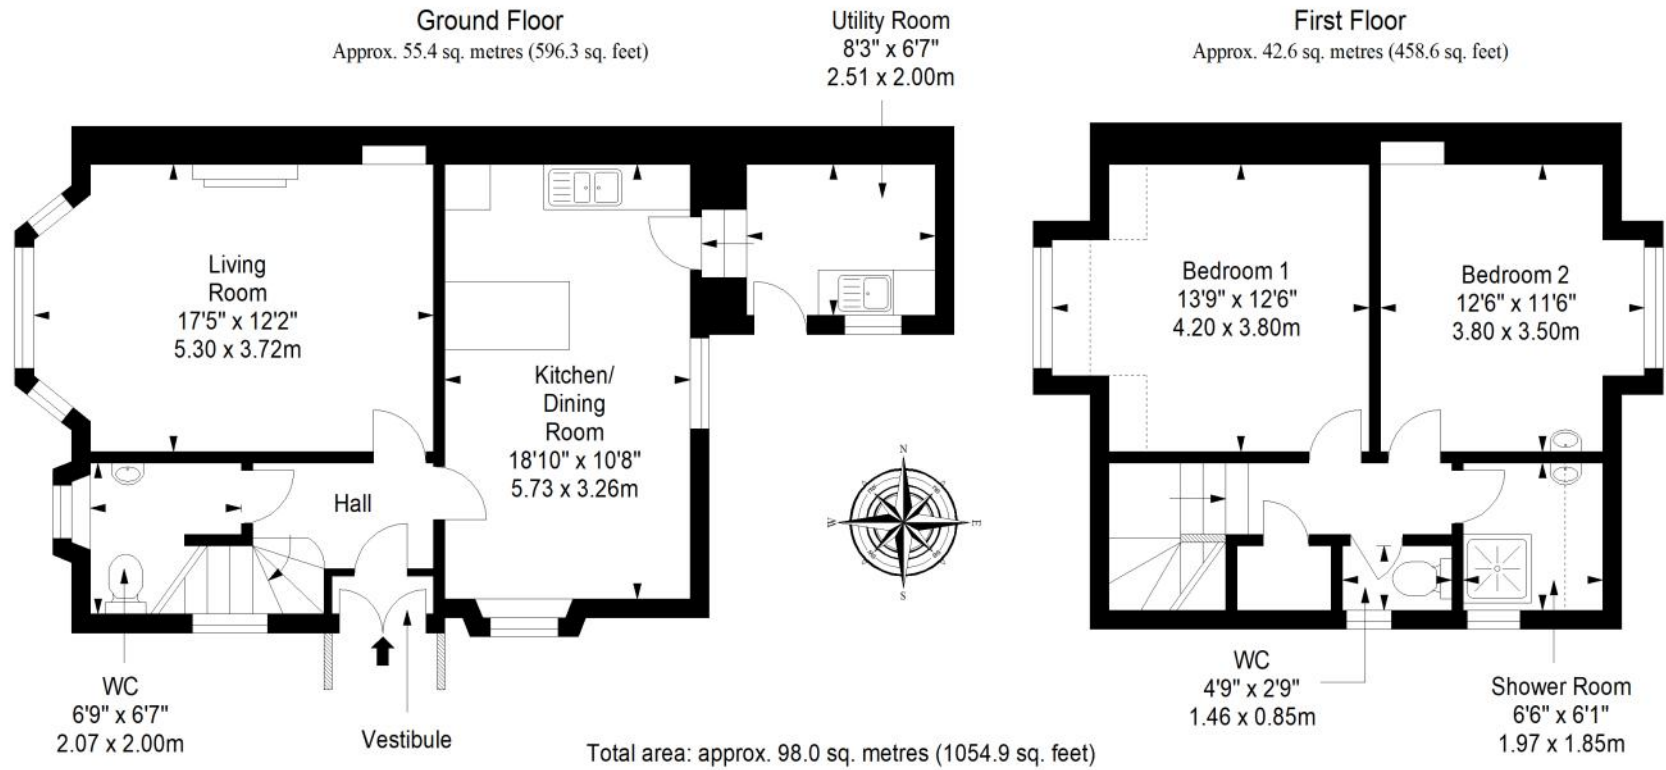 Ground Floor
Approx. 55.4 sq. metres (596.3 sq. feet)
Utility Room
8'3" x 6'7"
2.51 x 2.00m
First Floor
Approx. 42.6 sq. metres (458.6 sq. feet)
Living
Room
17'5" x 12'2"
5.30 x 3.72m
Kitchen/
Dining
Room
18'10" x 10'8"
5.73 x 3.26m
Hall
Bedroom 1
13'9" x 12'6"
4.20 x 3.80m
Bedroom 2
12'6" x 11'6"
3.80 x 3.50m
N
W
E
S
WC
6'9" x 6'7"
2.07 x 2.00m
Vestibule
WC
4'9" x 2'9"
1.46 x 0.85m
Shower Room
6'6" x 6'1"
1.97 x 1.85m
Total area: approx. 98.0 sq. metres (1054.9 sq. feet)